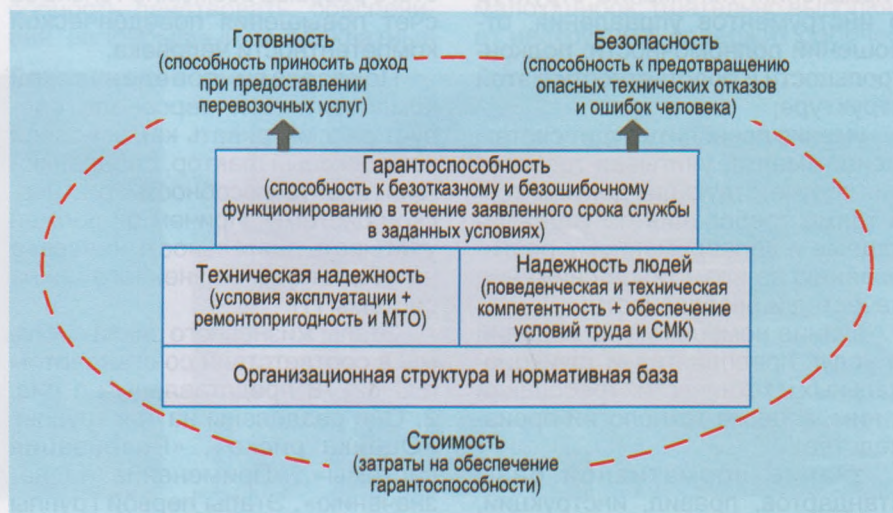 Готовность
(способность приносить доход
при предоставлении
перевозочных услуг)
Безопасность
(способность к предотвращению
опасных технических отказов
и ошибок человека)
Гарантоспособность
(способность к безотказному и безошибочному
функционированию в течение заявленного срока службы
в заданных условиях)
Техническая надежность
(условия эксплуатации +
ремонтопригодность и МТО)
Надежность людей
(поведенческая и техническая
компетентность + обеспечение
условий труда и СМК)
Организационная структура и нормативная база
Стоимость
(затраты на обеспечение
гарантоспособности)